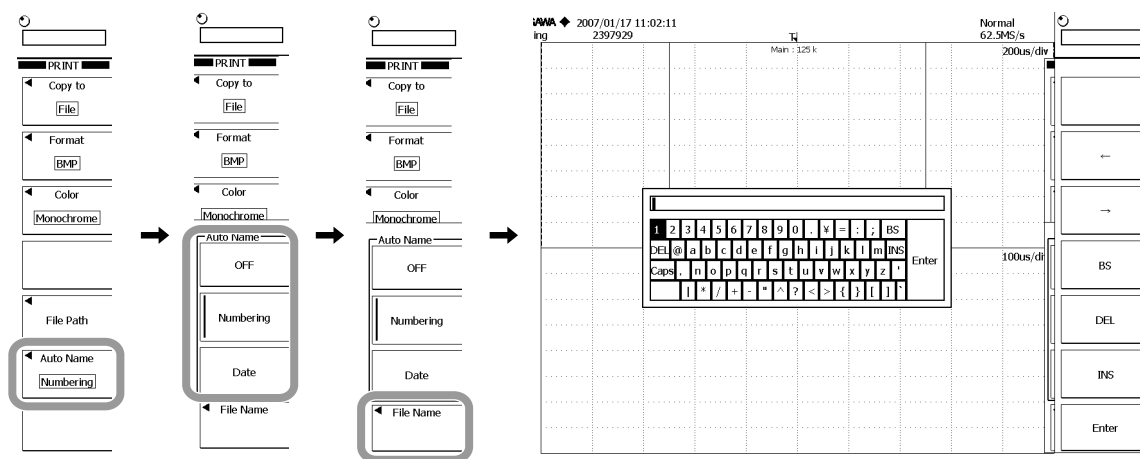 PRINT
Copy to
File
Format
BMP
Color
Monochrome
File Path
Auto Name
Numbering
PRINT
Copy to
File
Format
BMP
Color
Monochrome
Auto Name
OFF
Numbering
Date
File Name
PRINT
Copy to
File
Format
BMP
Color
Monochrome
Auto Name
OFF
Numbering
Date
File Name
2007/01/17 11:02:11
2397929
Normal
62.5MS/s
Main : 125 k
200us/div
1 2 3 4 5 6 7 8 9 0 . ¥ = : ; BS
DEL @ a b c d e f g h i j k l m INS
Caps , n o p q r s t u v w x y z '
| * / + - " ^ ? < > { } [ ] `
Enter
100us/di
←
→
BS
DEL
INS
Enter